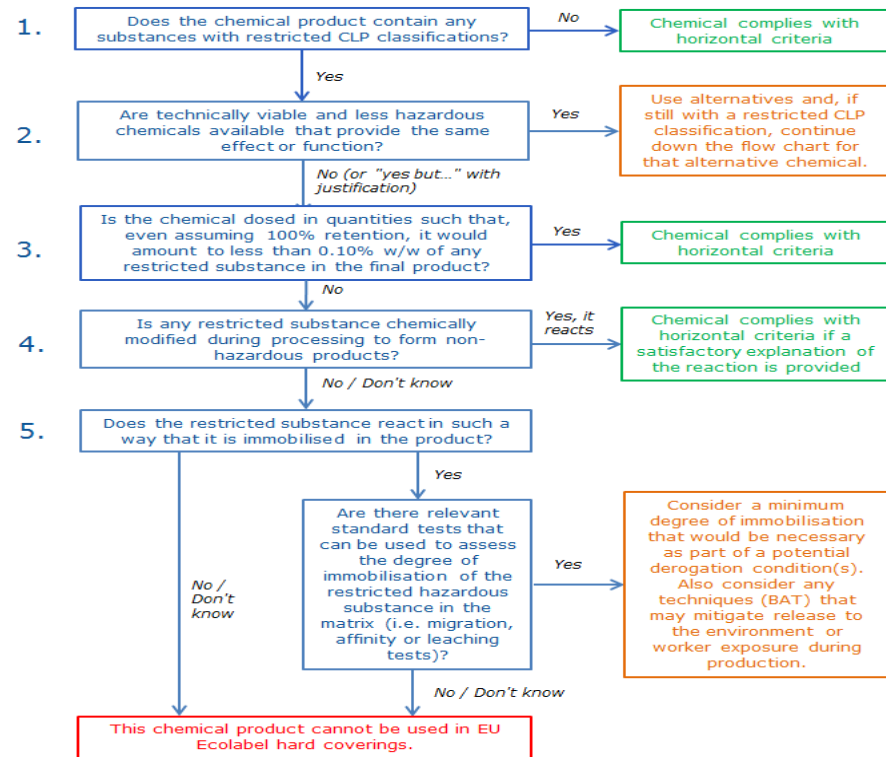 1.
Does the chemical product contain any
substances with restricted CLP classifications?
No
Chemical complies with
horizontal criteria
Yes
2.
Are technically viable and less hazardous
chemicals available that provide the same
effect or function?
Yes
Use alternatives and, if
still with a restricted CLP
classification, continue
down the flow chart for
that alternative chemical.
No (or "yes but..." with
justification)
3.
Is the chemical dosed in quantities such that,
even assuming 100% retention, it would
amount to less than 0.10% w/w of any
restricted substance in the final product?
Yes
Chemical complies with
horizontal criteria
No
4.
Is any restricted substance chemically
modified during processing to form non-
hazardous products?
Yes, it
reacts
Chemical complies with
horizontal criteria if a
satisfactory explanation of
the reaction is provided
No / Don't know
5.
Does the restricted substance react in such a
way that it is immobilised in the product?
Yes
No /
Don't
know
Are there relevant
standard tests that
can be used to assess
the degree of
immobilisation of the
restricted hazardous
substance in the
matrix (i.e. migration,
affinity or leaching
tests)?
Yes
Consider a minimum
degree of immobilisation
that would be necessary
as part of a potential
derogation condition(s).
Also consider any
techniques (BAT) that
may mitigate release to
the environment or
worker exposure during
production.
No / Don't know
This chemical product cannot be used in EU
Ecolabel hard coverings.